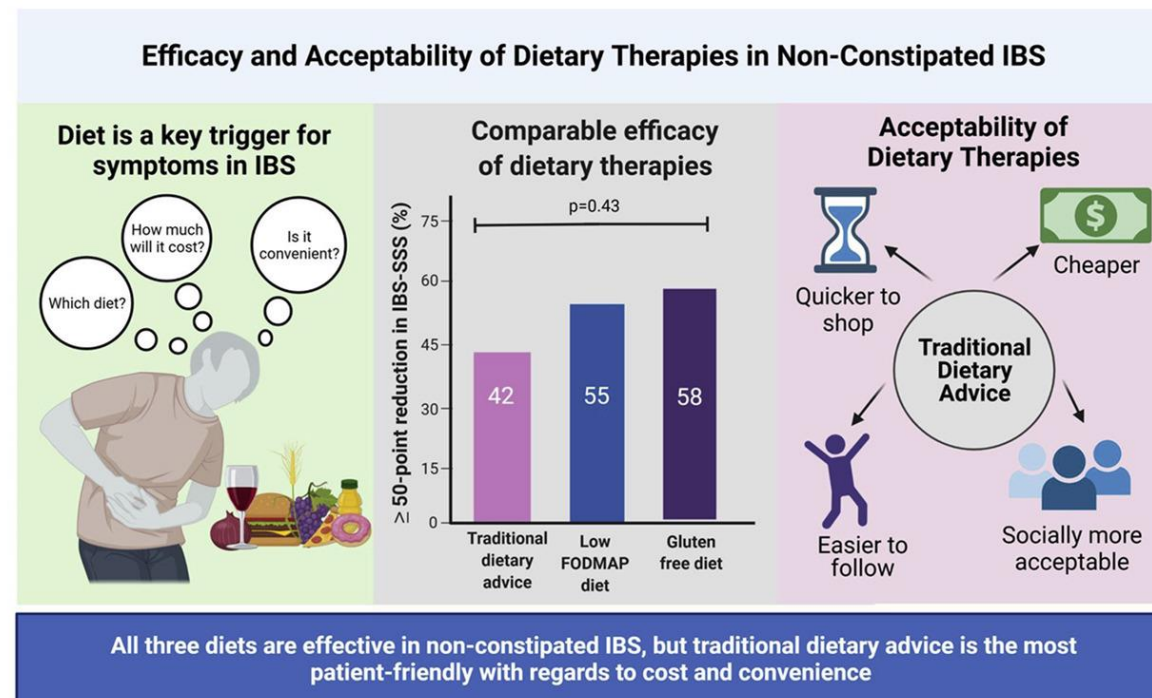 Efficacy and Acceptability of Dietary Therapies in Non-Constipated IBS
Diet is a key trigger for
symptoms in IBS
How much
will it cost?
Is it
convenient?
Which diet?
Comparable efficacy
of dietary therapies
≥ 50-point reduction in IBS-SSS (%)
75
60
45
30
15
0
p=0.43
42
55
58
Traditional
dietary
advice
Low
FODMAP
diet
Gluten
free diet
Acceptability of
Dietary Therapies
Quicker to
shop
$
Cheaper
Traditional
Dietary
Advice
Easier to
follow
Socially more
acceptable
All three diets are effective in non-constipated IBS, but traditional dietary advice is the most
patient-friendly with regards to cost and convenience